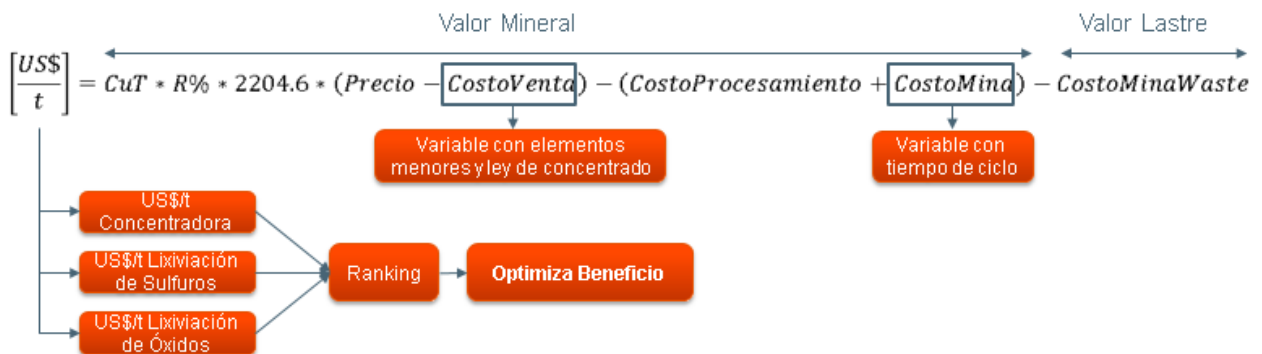 Valor Mineral
Valor Lastre
[US$/t] = CuT * R% * 2204.6 * (Precio − CostoVenta) − (CostoProcesamiento + CostoMina) − CostoMinaWaste
Variable con elementos
menores y ley de concentrado
Variable con
tiempo de ciclo
US$/t
Concentradora
US$/t Lixiviación
de Sulfuros
US$/t Lixiviación
de Óxidos
Ranking
Optimiza Beneficio